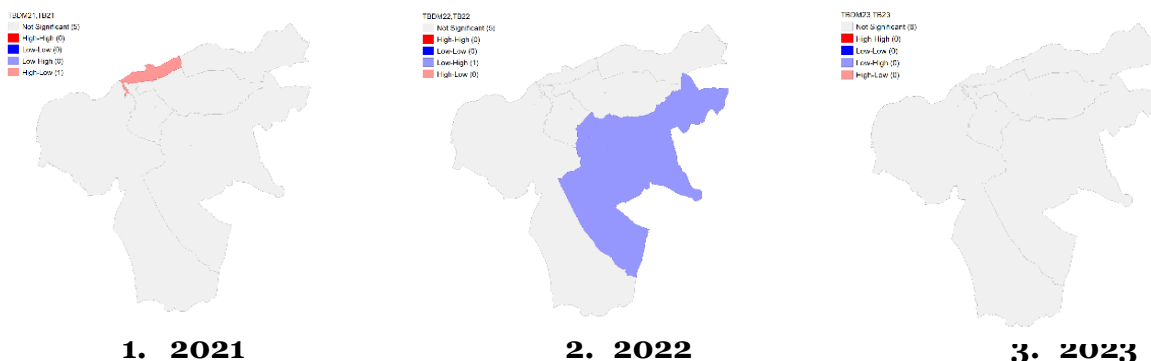 TBDM21,TB21
Not Significant (5)
High-High (0)
Low-Low (0)
Low-High (0)
High-Low (1)
TBDM22,TB22
Not Significant (5)
High-High (0)
Low-Low (0)
Low-High (1)
High-Low (0)
TBDM23,TB23
Not Significant (6)
High-High (0)
Low-Low (0)
Low-High (0)
High-Low (0)
1. 2021
2. 2022
3. 2023